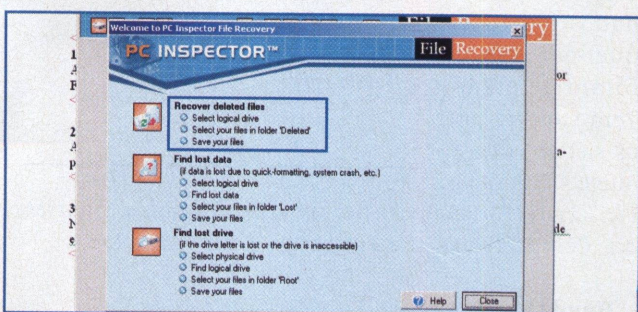 Welcome to PC Inspector File Recovery
PC INSPECTOR™
File Recovery
Recover deleted files
Select logical drive
Select your files in folder 'Deleted'
Save your files
Find lost data
(if data is lost due to quick-formatting, system crash, etc.)
Select logical drive
Find lost data
Select your files in folder 'Lost'
Save your files
Find lost drive
(if the drive letter is lost or the drive is inaccessible)
Select physical drive
Find logical drive
Select your files in folder 'Root'
Save your files
Help
Close